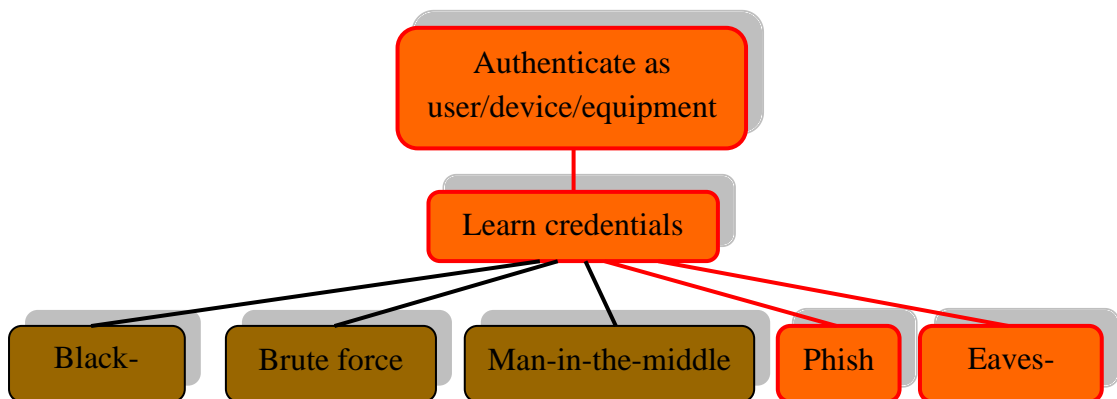 Authenticate as
user/device/equipment
Learn credentials
Black-
Brute force
Man-in-the-middle
Phish
Eaves-